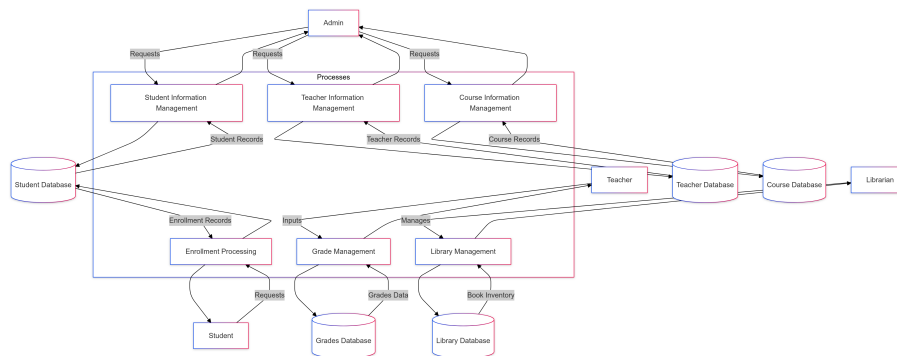 Admin
Requests
Requests
Requests
Processes
Student Information
Management
Teacher Information
Management
Course Information
Management
Student Records
Teacher Records
Course Records
Student Database
Teacher
Teacher Database
Course Database
Librarian
Enrollment Records
Inputs
Manages
Enrollment Processing
Grade Management
Library Management
Requests
Grades Data
Book Inventory
Student
Grades Database
Library Database